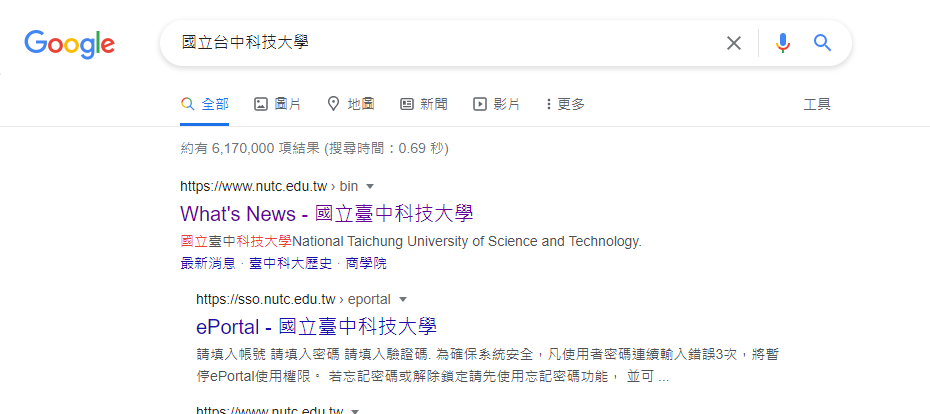 Google
國立台中科技大學
全部 圖片 地圖 新聞 影片 更多 工具
約有 6,170,000 項結果 (搜尋時間：0.69 秒)
https://www.nutc.edu.tw › bin
What's News - 國立臺中科技大學
國立臺中科技大學National Taichung University of Science and Technology.
最新消息 · 臺中科大歷史 · 商學院
https://sso.nutc.edu.tw › eportal
ePortal - 國立臺中科技大學
請填入帳號 請填入密碼 請填入驗證碼. 為確保系統安全，凡使用者密碼連續輸入錯誤3次，將暫
停ePortal使用權限。 若忘記密碼或解除鎖定請先使用忘記密碼功能， 並可 ...
https://www.nutc.edu.tw